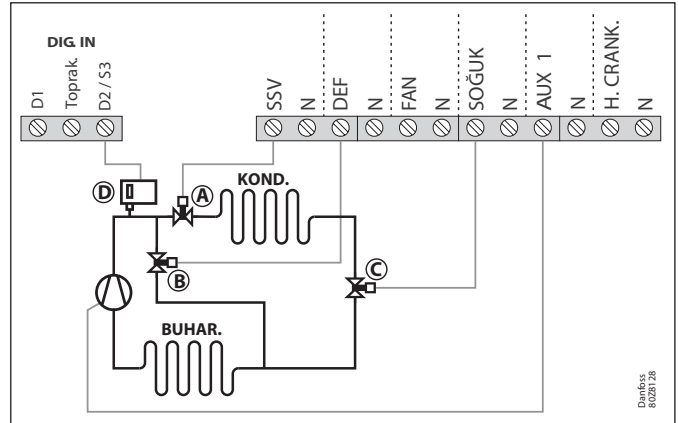 DIG. IN
D1
Toprak.
D2 / S3
SSV
N
DEF
N
FAN
N
SOĞUK
N
AUX 1
N
H. CRANK.
N
D
A
KOND.
B
C
BUHAR.
Danfoss
80Z8128